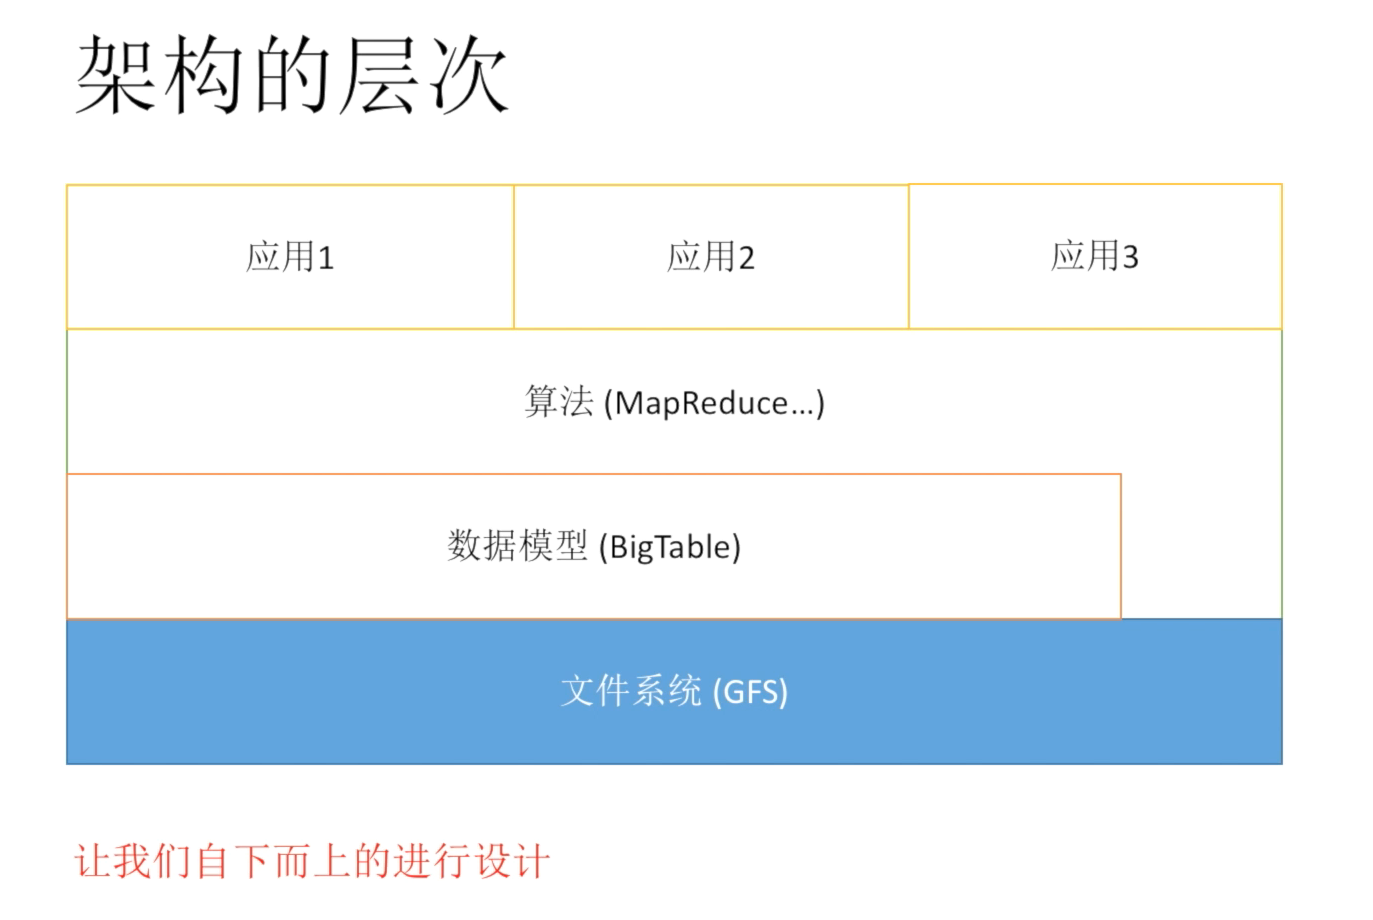 架构的层次
应用1
应用2
应用3
算法 (MapReduce...)
数据模型 (BigTable)
文件系统 (GFS)
让我们自下而上的进行设计